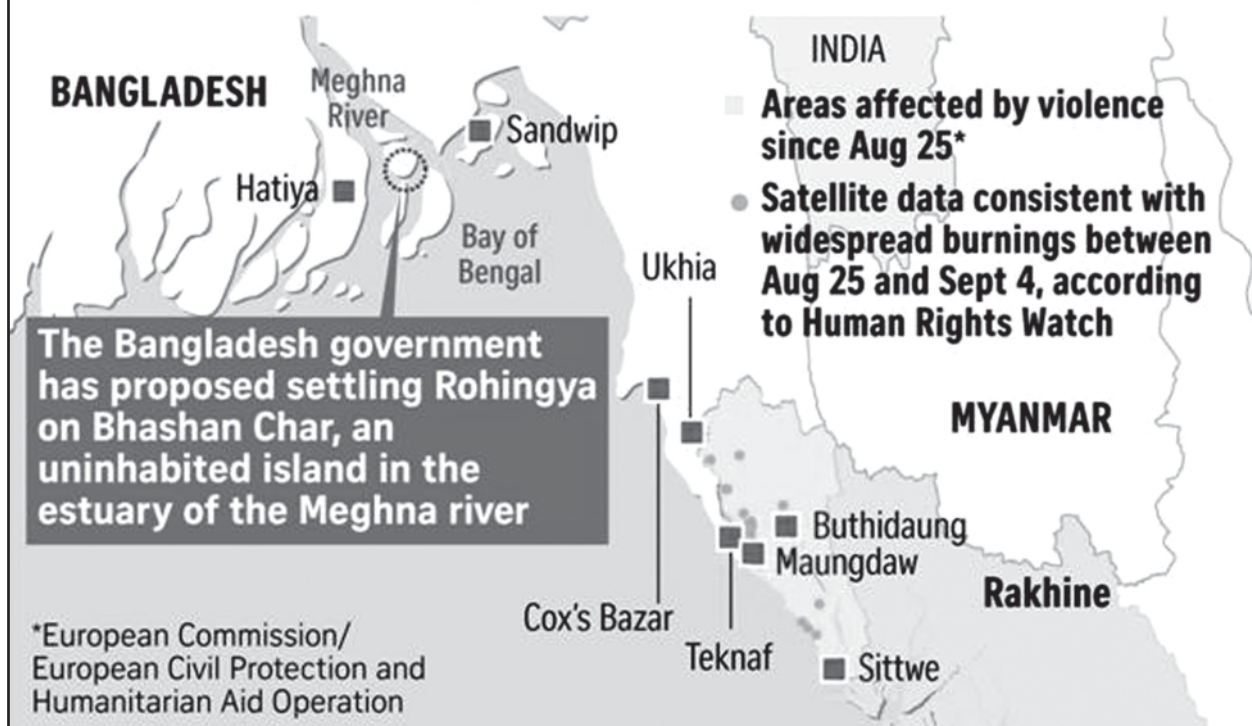 BANGLADESH
Meghna
River
Sandwip
Hatiya
Bay of
Bengal
INDIA
Areas affected by violence
since Aug 25*
Satellite data consistent with
widespread burnings between
Aug 25 and Sept 4, according
to Human Rights Watch
Ukhia
The Bangladesh government
has proposed settling Rohingya
on Bhashan Char, an
uninhabited island in the
estuary of the Meghna river
MYANMAR
Buthidaung
Maungdaw
Rakhine
Cox's Bazar
Teknaf
Sittwe
*European Commission/
European Civil Protection and
Humanitarian Aid Operation